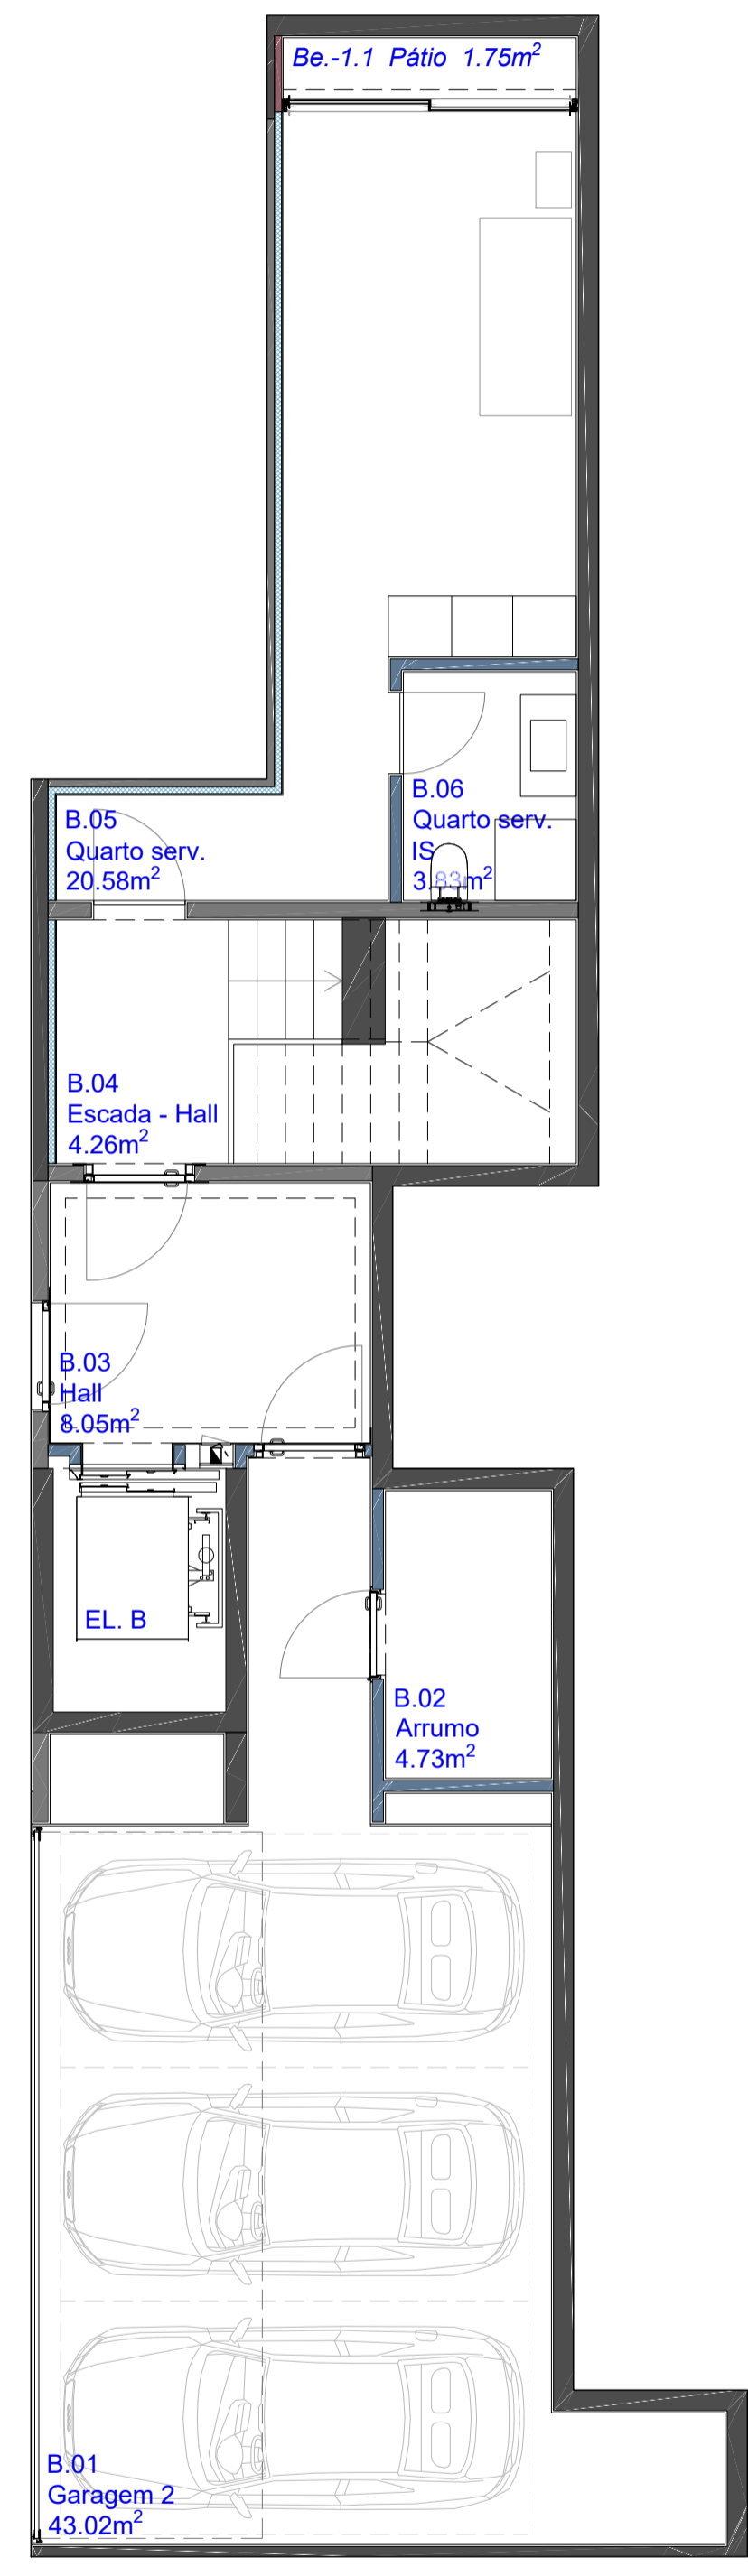 Be.-1.1 Pátio 1.75m²
B.06
Quarto serv.
IS
3.83m²
B.05
Quarto serv.
20.58m²
B.04
Escada - Hall
4.26m²
B.03
Hall
8.05m²
EL. B
B.02
Arrumo
4.73m²
B.01
Garagem 2
43.02m²